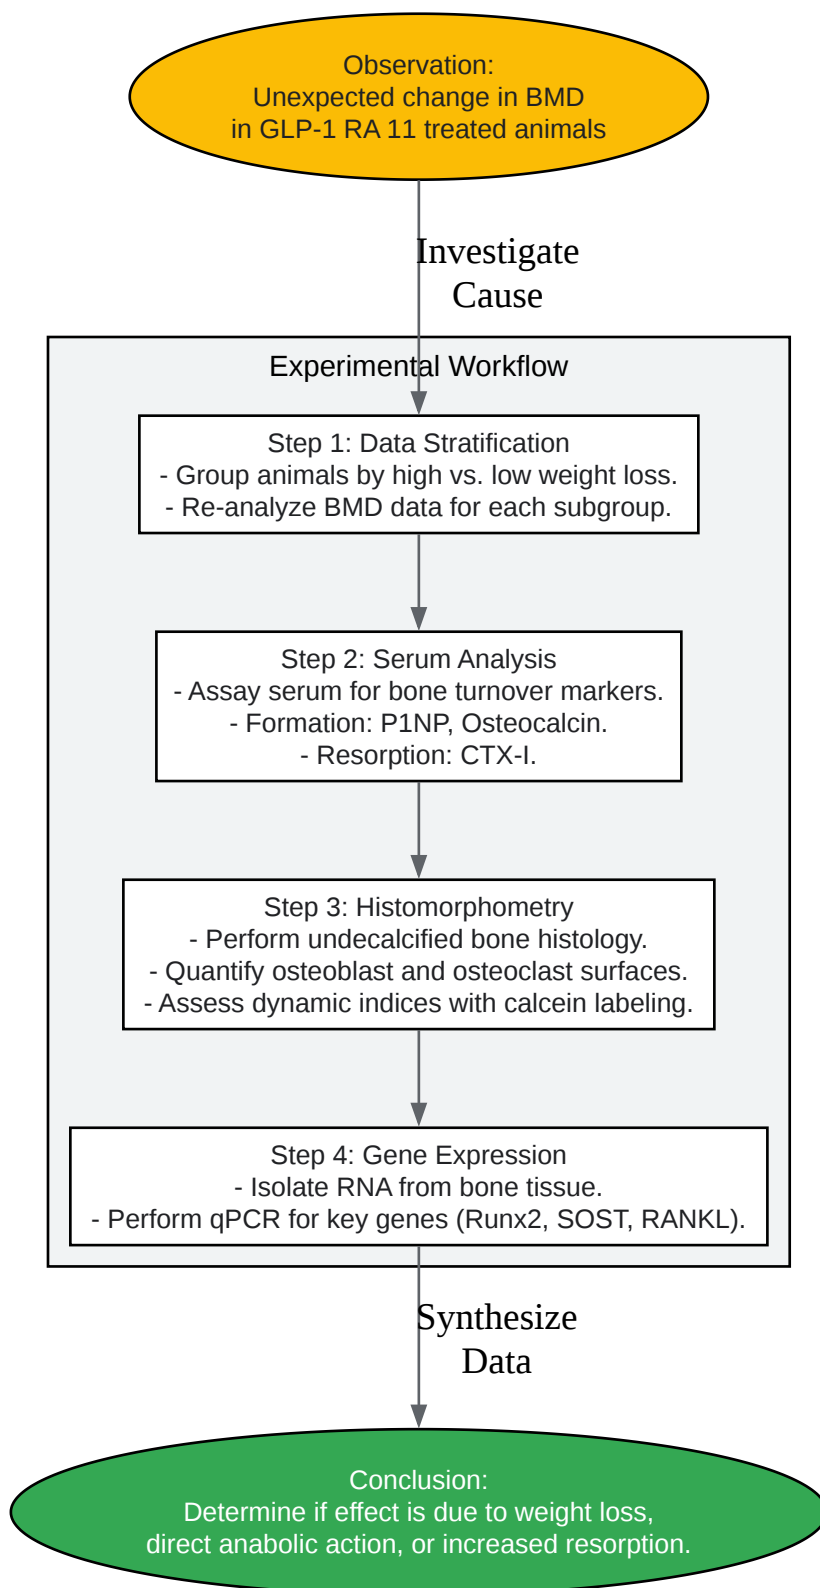 Observation:
Unexpected change in BMD
in GLP-1 RA 11 treated animals
Investigate
Cause
Experimental Workflow
Step 1: Data Stratification
- Group animals by high vs. low weight loss.
- Re-analyze BMD data for each subgroup.
Step 2: Serum Analysis
- Assay serum for bone turnover markers.
- Formation: P1NP, Osteocalcin.
- Resorption: CTX-I.
Step 3: Histomorphometry
- Perform undecalcified bone histology.
- Quantify osteoblast and osteoclast surfaces.
- Assess dynamic indices with calcein labeling.
Step 4: Gene Expression
- Isolate RNA from bone tissue.
- Perform qPCR for key genes (Runx2, SOST, RANKL).
Synthesize
Data
Conclusion:
Determine if effect is due to weight loss,
direct anabolic action, or increased resorption.